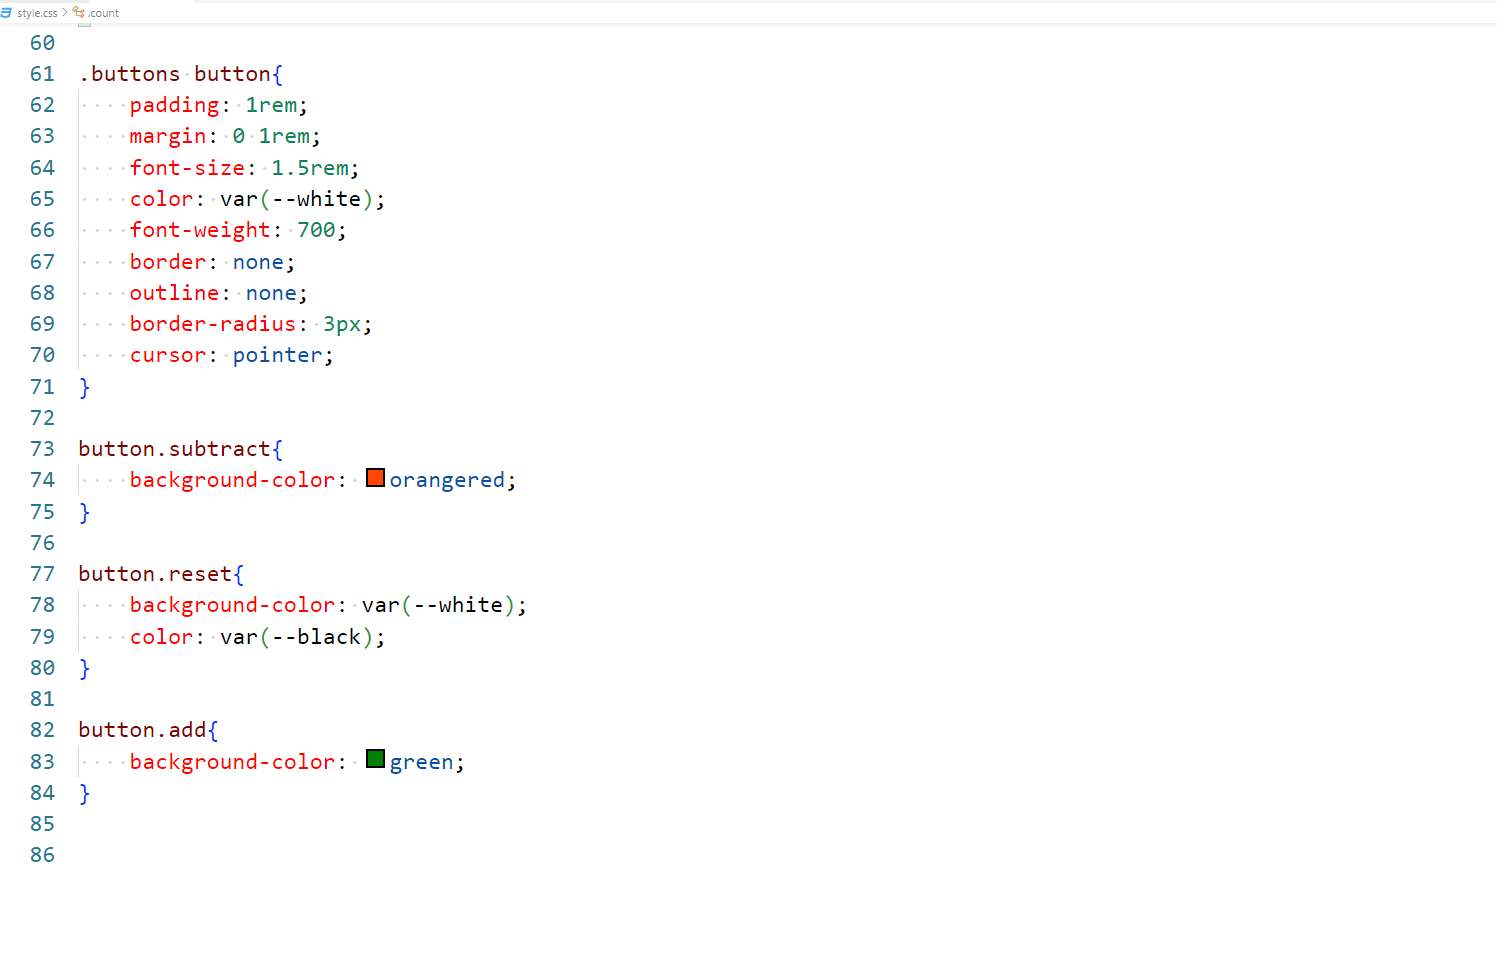 style.css > .count
60
61 .buttons button{
62     padding: 1rem;
63     margin: 0 1rem;
64     font-size: 1.5rem;
65     color: var(--white);
66     font-weight: 700;
67     border: none;
68     outline: none;
69     border-radius: 3px;
70     cursor: pointer;
71 }
72
73 button.subtract{
74     background-color: orangered;
75 }
76
77 button.reset{
78     background-color: var(--white);
79     color: var(--black);
80 }
81
82 button.add{
83     background-color: green;
84 }
85
86